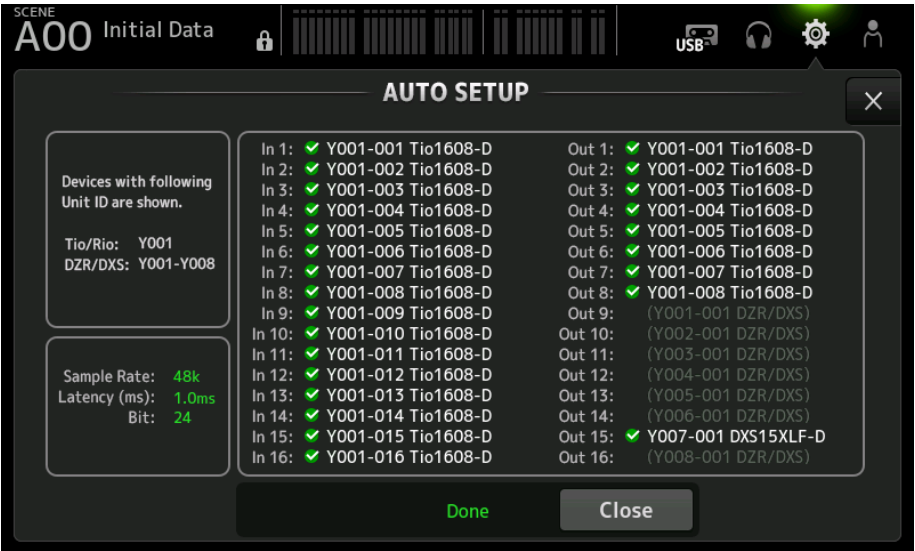 SCENE
A00 Initial Data
USB
AUTO SETUP
Devices with following
Unit ID are shown.
Tio/Rio: Y001
DZR/DXS: Y001-Y008
Sample Rate: 48k
Latency (ms): 1.0ms
Bit: 24
In 1: Y001-001 Tio1608-D
In 2: Y001-002 Tio1608-D
In 3: Y001-003 Tio1608-D
In 4: Y001-004 Tio1608-D
In 5: Y001-005 Tio1608-D
In 6: Y001-006 Tio1608-D
In 7: Y001-007 Tio1608-D
In 8: Y001-008 Tio1608-D
In 9: Y001-009 Tio1608-D
In 10: Y001-010 Tio1608-D
In 11: Y001-011 Tio1608-D
In 12: Y001-012 Tio1608-D
In 13: Y001-013 Tio1608-D
In 14: Y001-014 Tio1608-D
In 15: Y001-015 Tio1608-D
In 16: Y001-016 Tio1608-D
Out 1: Y001-001 Tio1608-D
Out 2: Y001-002 Tio1608-D
Out 3: Y001-003 Tio1608-D
Out 4: Y001-004 Tio1608-D
Out 5: Y001-005 Tio1608-D
Out 6: Y001-006 Tio1608-D
Out 7: Y001-007 Tio1608-D
Out 8: Y001-008 Tio1608-D
Out 9: (Y001-001 DZR/DXS)
Out 10: (Y002-001 DZR/DXS)
Out 11: (Y003-001 DZR/DXS)
Out 12: (Y004-001 DZR/DXS)
Out 13: (Y005-001 DZR/DXS)
Out 14: (Y006-001 DZR/DXS)
Out 15: Y007-001 DXS15XLF-D
Out 16: (Y008-001 DZR/DXS)
Done
Close